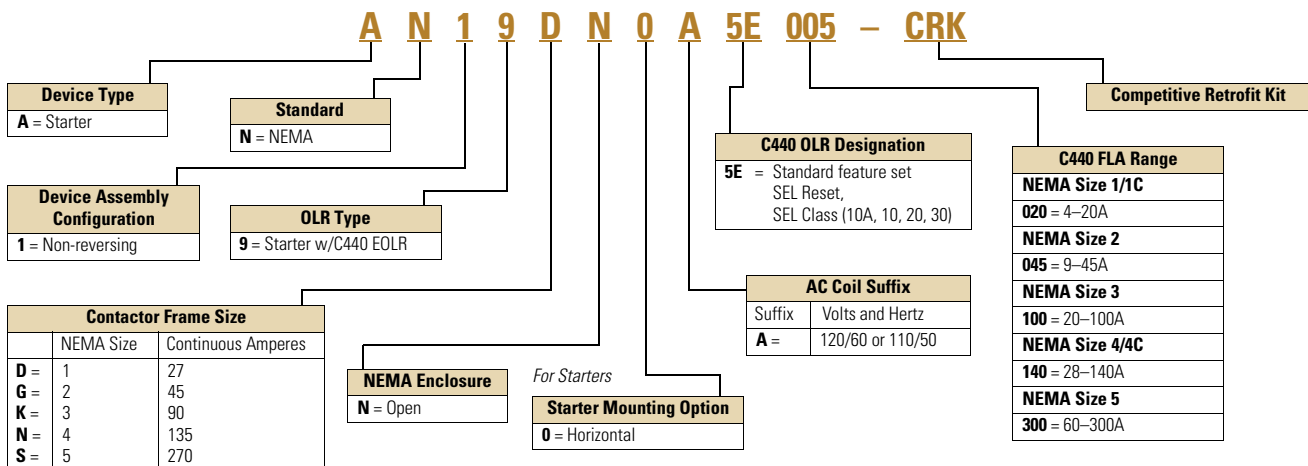 A N 1 9 D N 0 A 5E 005 – CRK
Device Type
A = Starter
Standard
N = NEMA
Competitive Retrofit Kit
C440 OLR Designation
5E = Standard feature set
SEL Reset,
SEL Class (10A, 10, 20, 30)
C440 FLA Range
NEMA Size 1/1C
020 = 4–20A
NEMA Size 2
045 = 9–45A
NEMA Size 3
100 = 20–100A
NEMA Size 4/4C
140 = 28–140A
NEMA Size 5
300 = 60–300A
Device Assembly
Configuration
1 = Non-reversing
OLR Type
9 = Starter w/C440 EOLR
AC Coil Suffix
Suffix Volts and Hertz
A = 120/60 or 110/50
Contactor Frame Size
NEMA Size Continuous Amperes
D = 1 27
G = 2 45
K = 3 90
N = 4 135
S = 5 270
NEMA Enclosure
N = Open
For Starters
Starter Mounting Option
0 = Horizontal